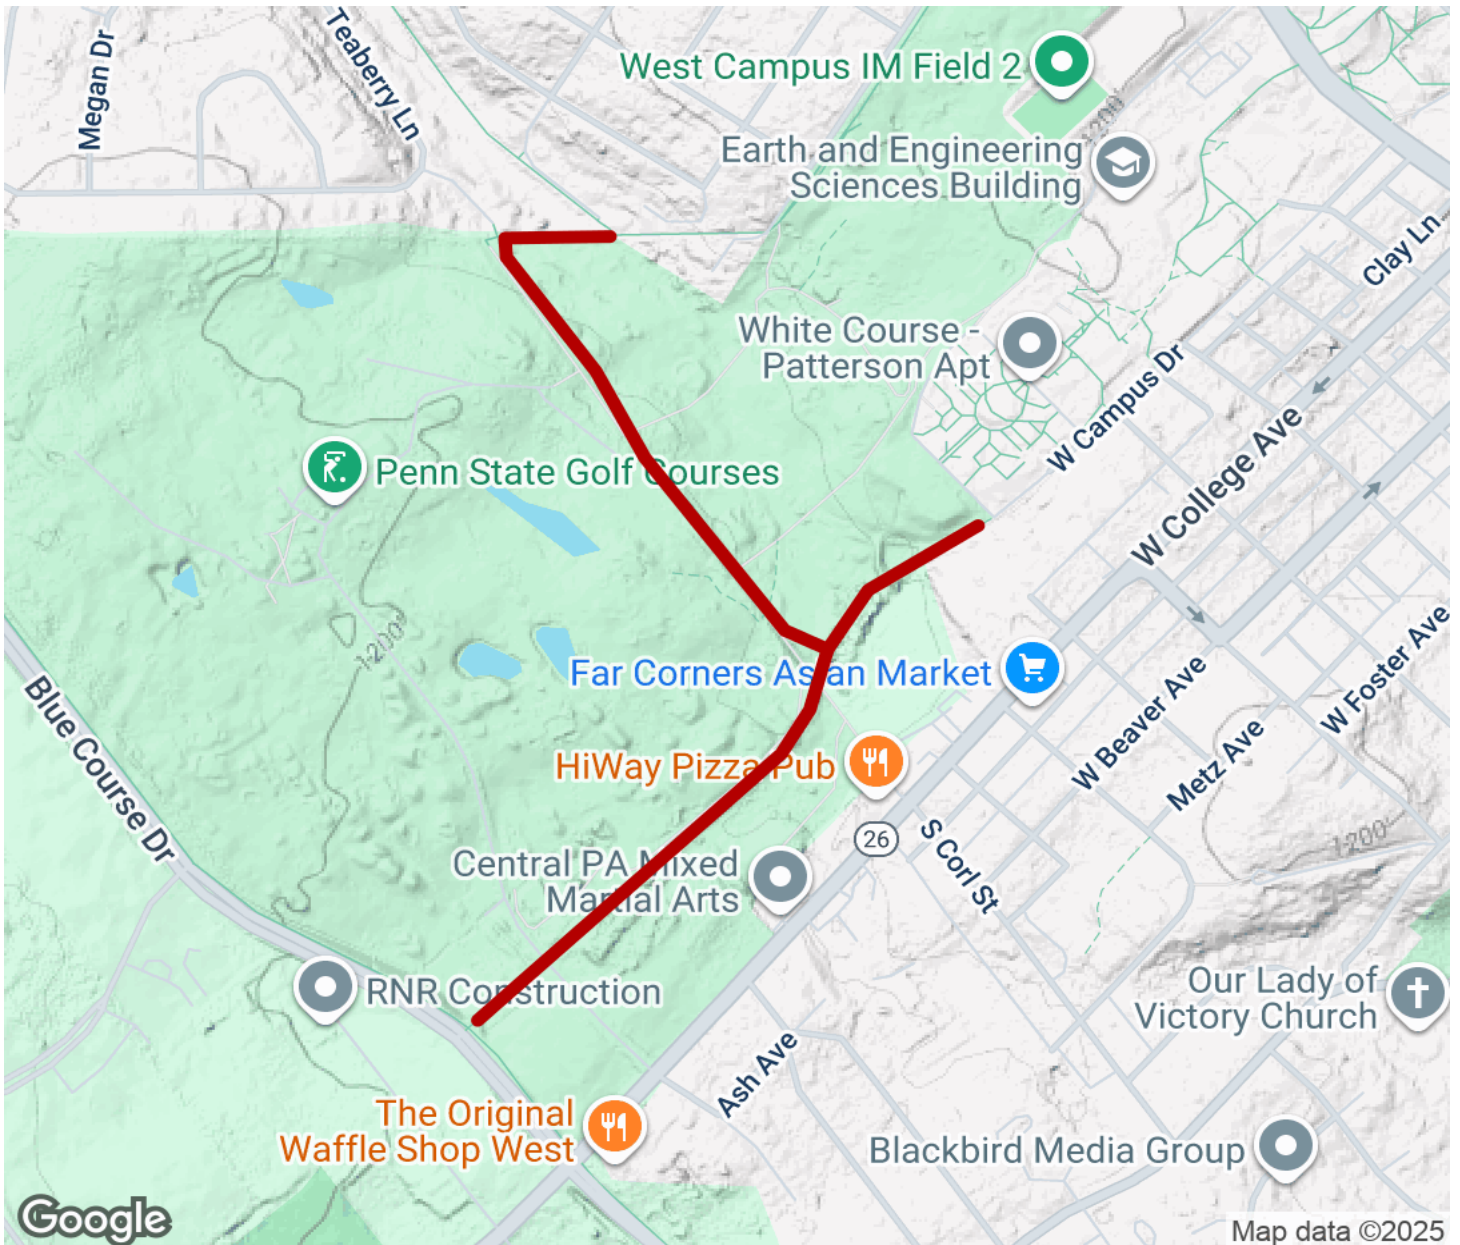 Megan Dr
Teaberry Ln
West Campus IM Field 2
1200'
Earth and Engineering
Sciences Building
Clay Ln
White Course -
Patterson Apt
W Campus Dr
W College Ave
Penn State Golf Courses
1200'
Far Corners Asian Market
W Foster Ave
W Beaver Ave
Metz Ave
Blue Course Dr
HiWay Pizza Pub
26
S Corl St
1200'
Central PA Mixed
Martial Arts
RNR Construction
Our Lady of
Victory Church
Ash Ave
The Original
Waffle Shop West
Blackbird Media Group
Google
Map data ©2025